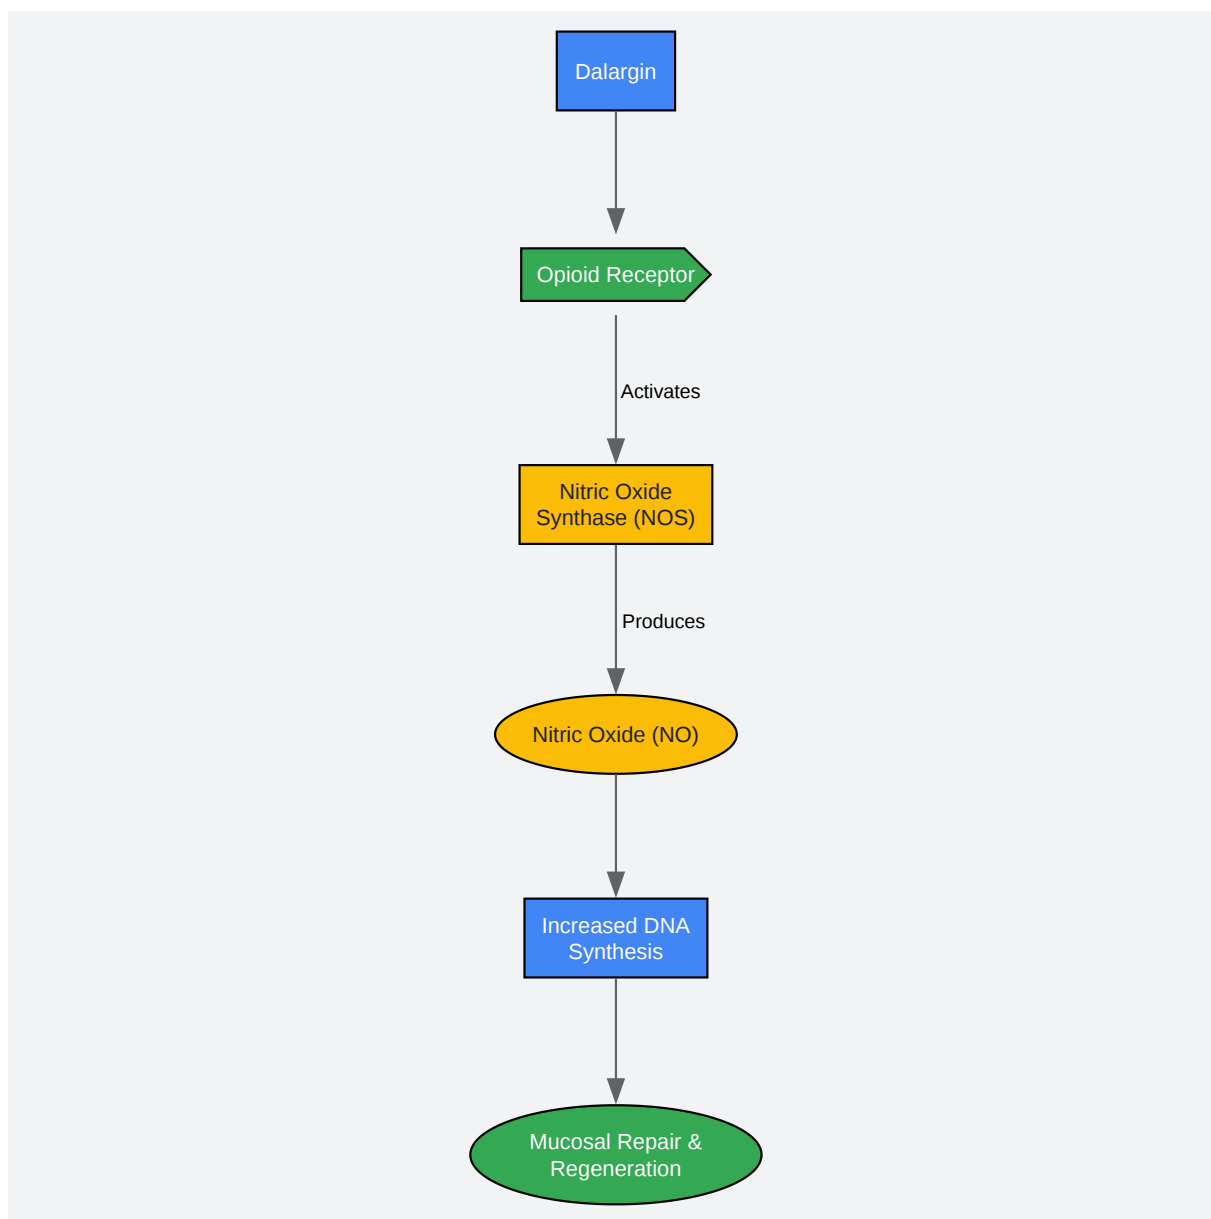 Dalargin
Opioid Receptor
Activates
Nitric Oxide
Synthase (NOS)
Produces
Nitric Oxide (NO)
Increased DNA
Synthesis
Mucosal Repair &
Regeneration